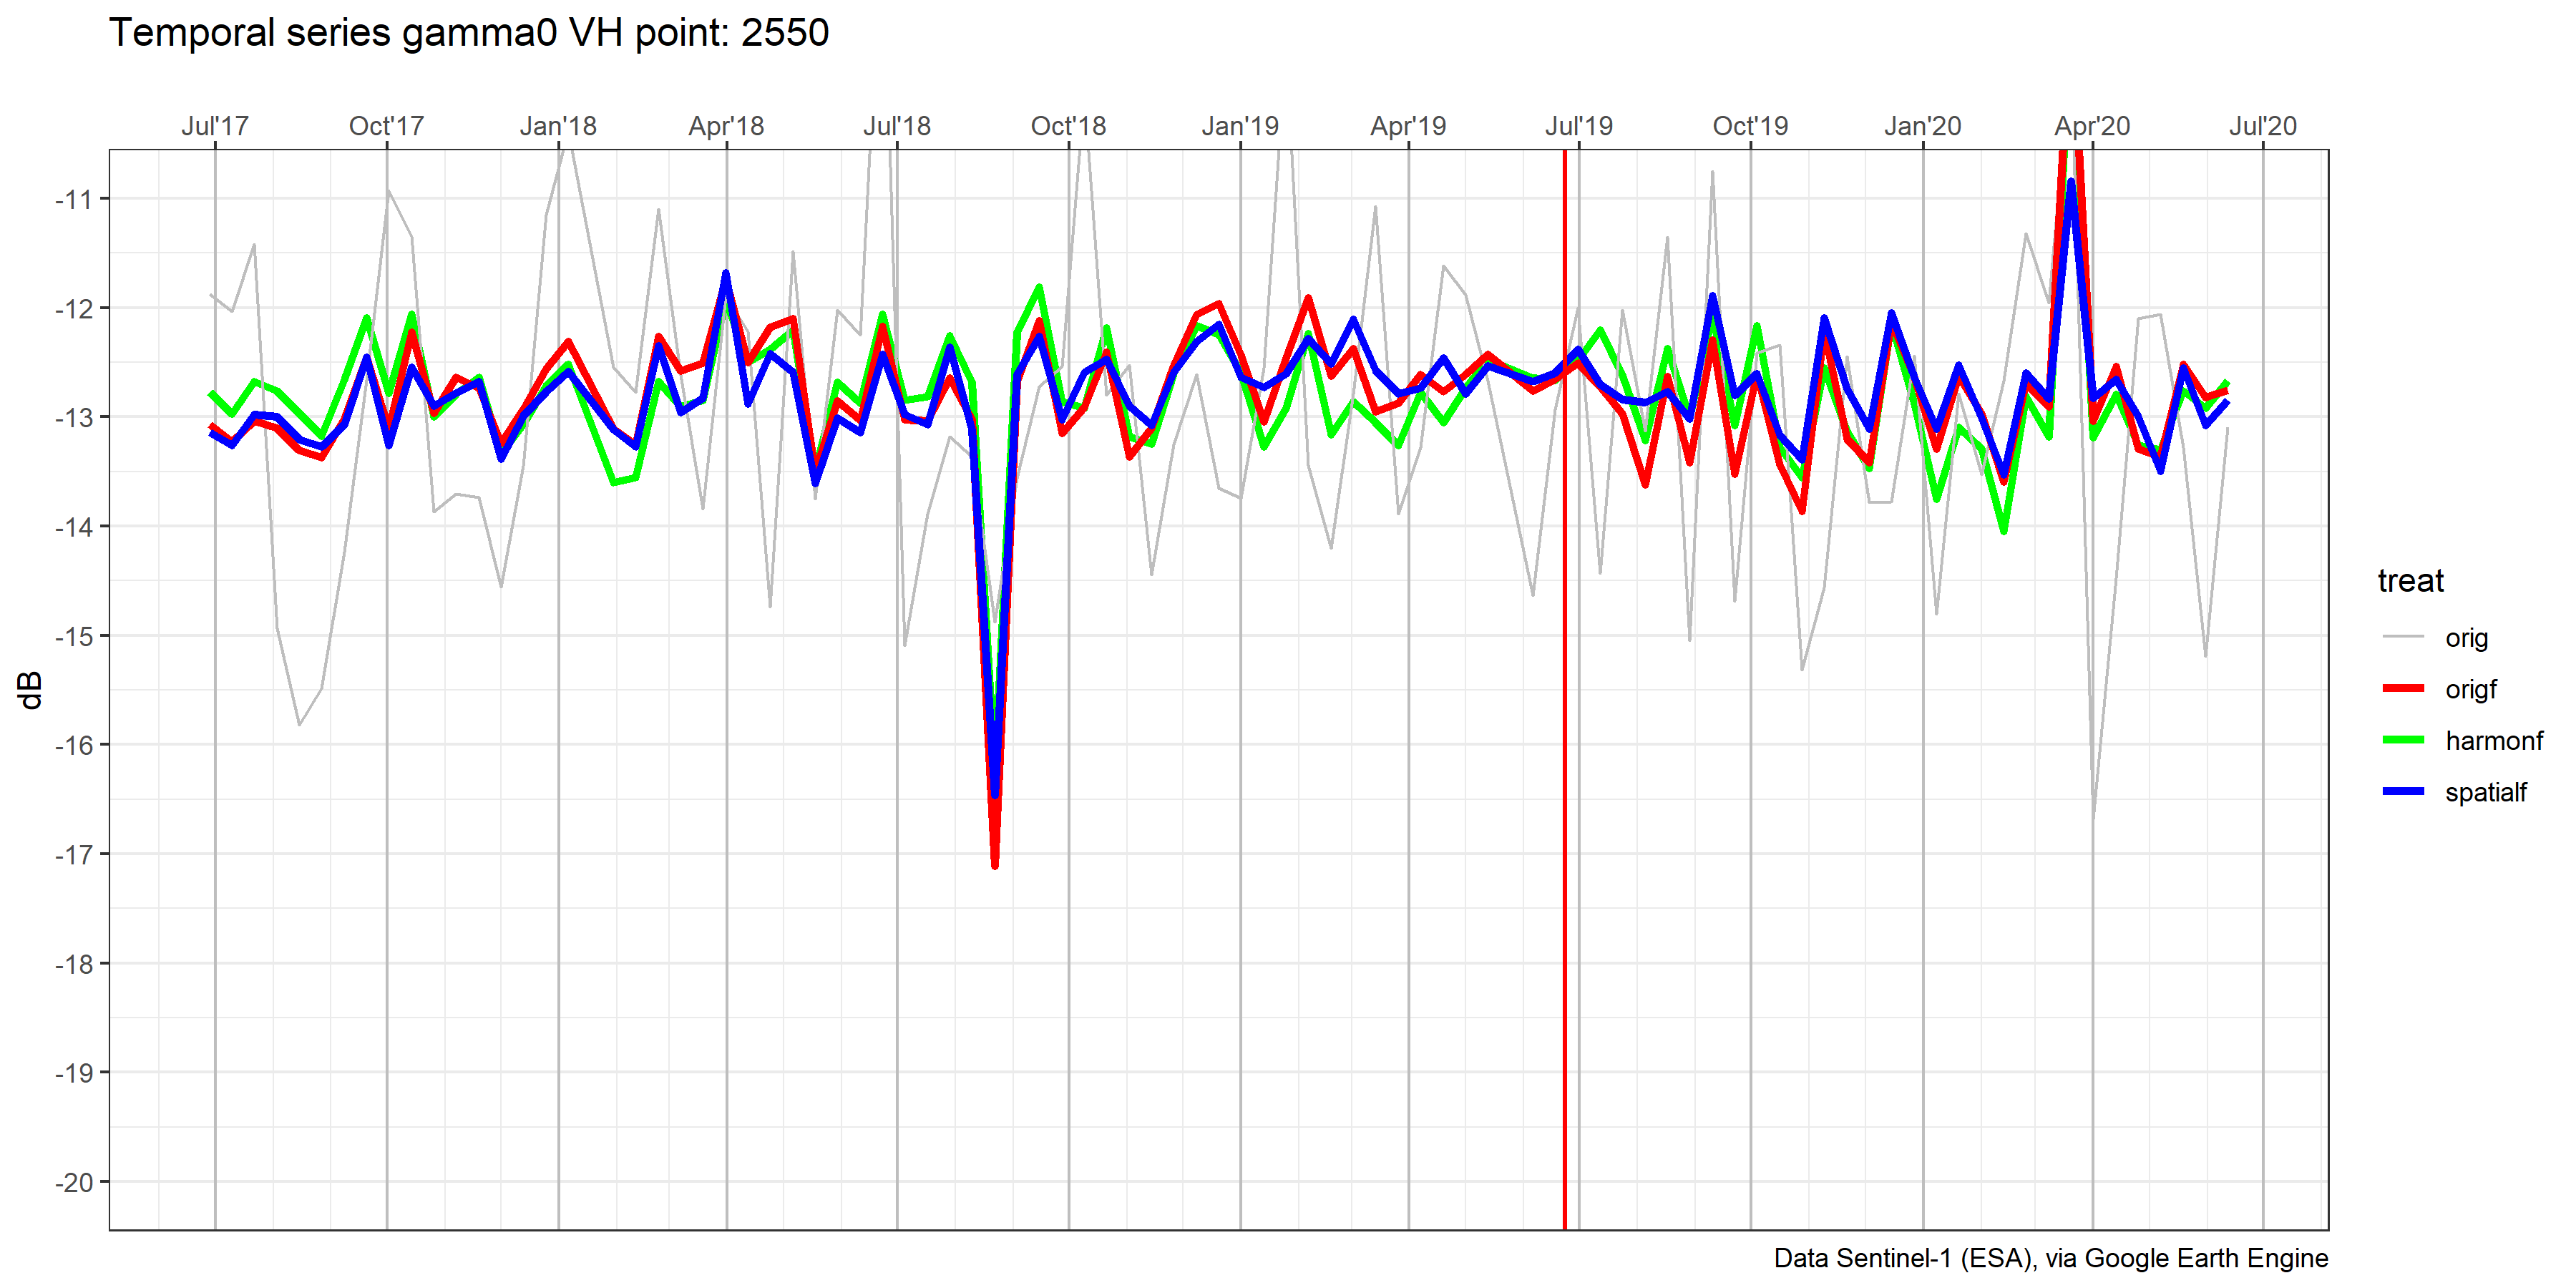 Temporal series gamma0 VH point: 2550
Jul'17 Oct'17 Jan'18 Apr'18 Jul'18 Oct'18 Jan'19 Apr'19 Jul'19 Oct'19 Jan'20 Apr'20 Jul'20
-11
-12
-13
-14
-15
-16
-17
-18
-19
-20
dB
treat
orig
origf
harmonf
spatialf
Data Sentinel-1 (ESA), via Google Earth Engine